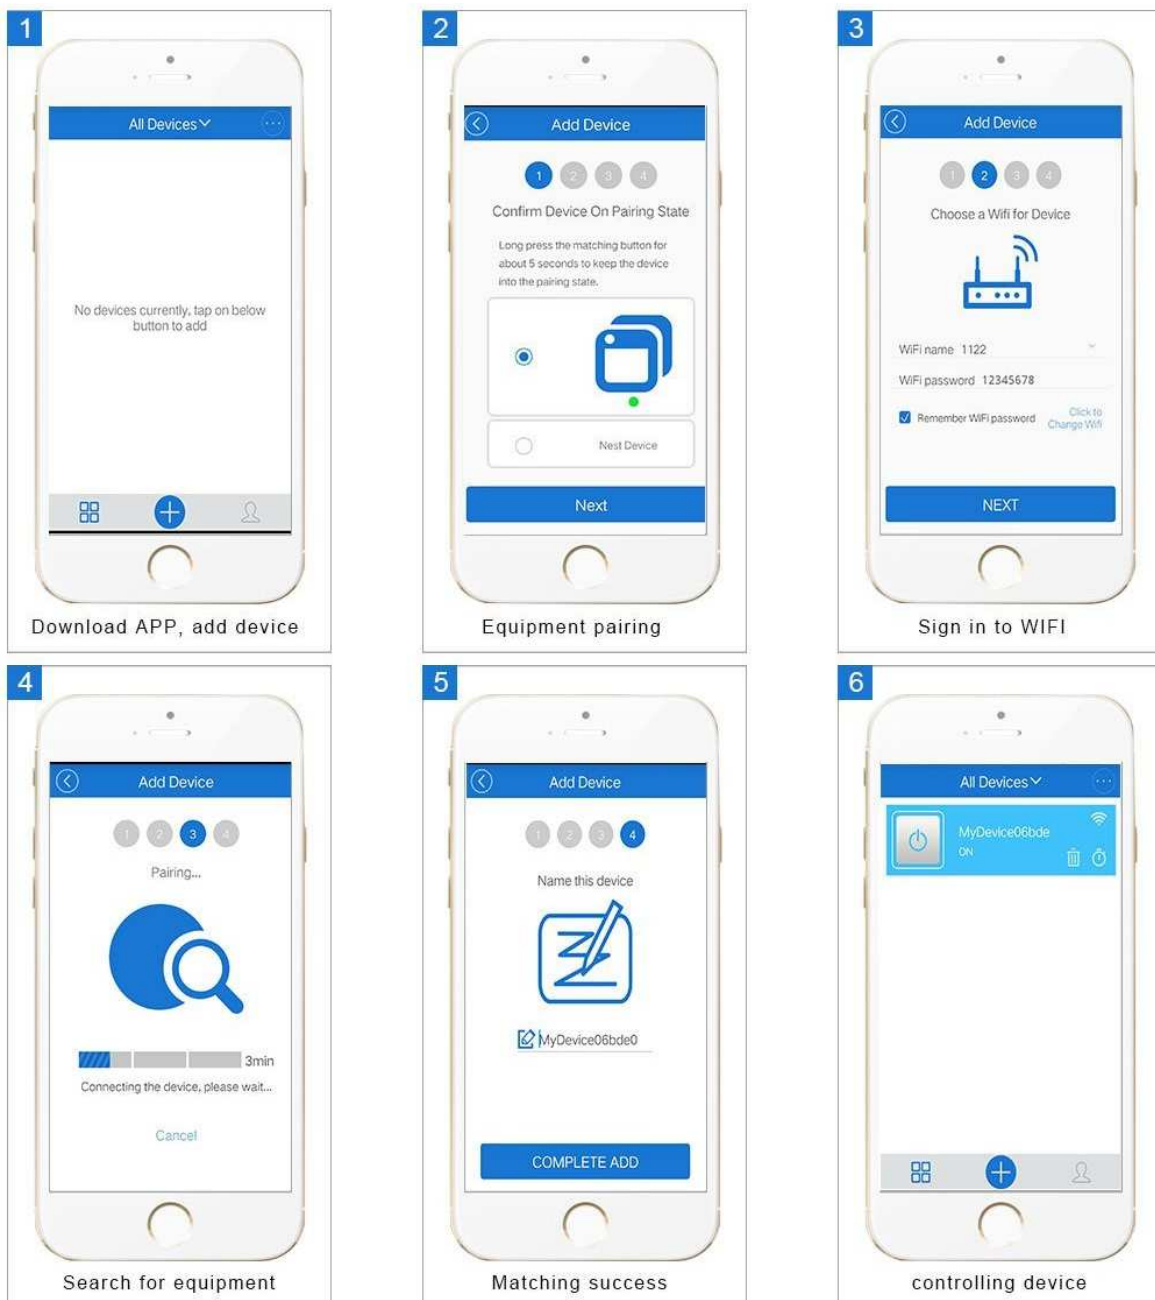 1
All Devices
No devices currently, tap on below
button to add
Download APP, add device
2
Add Device
1 2 3 4
Confirm Device On Pairing State
Long press the matching button for
about 5 seconds to keep the device
into the pairing state.
Nest Device
Next
Equipment pairing
3
Add Device
1 2 3 4
Choose a Wifi for Device
WiFi name 1122
WiFi password 12345678
Remember WiFi password
Click to
Change Wifi
NEXT
Sign in to WIFI
4
Add Device
1 2 3 4
Pairing...
3min
Connecting the device, please wait...
Cancel
Search for equipment
5
Add Device
1 2 3 4
Name this device
MyDevice06bde0
COMPLETE ADD
Matching success
6
All Devices
MyDevice06bde
ON
controlling device